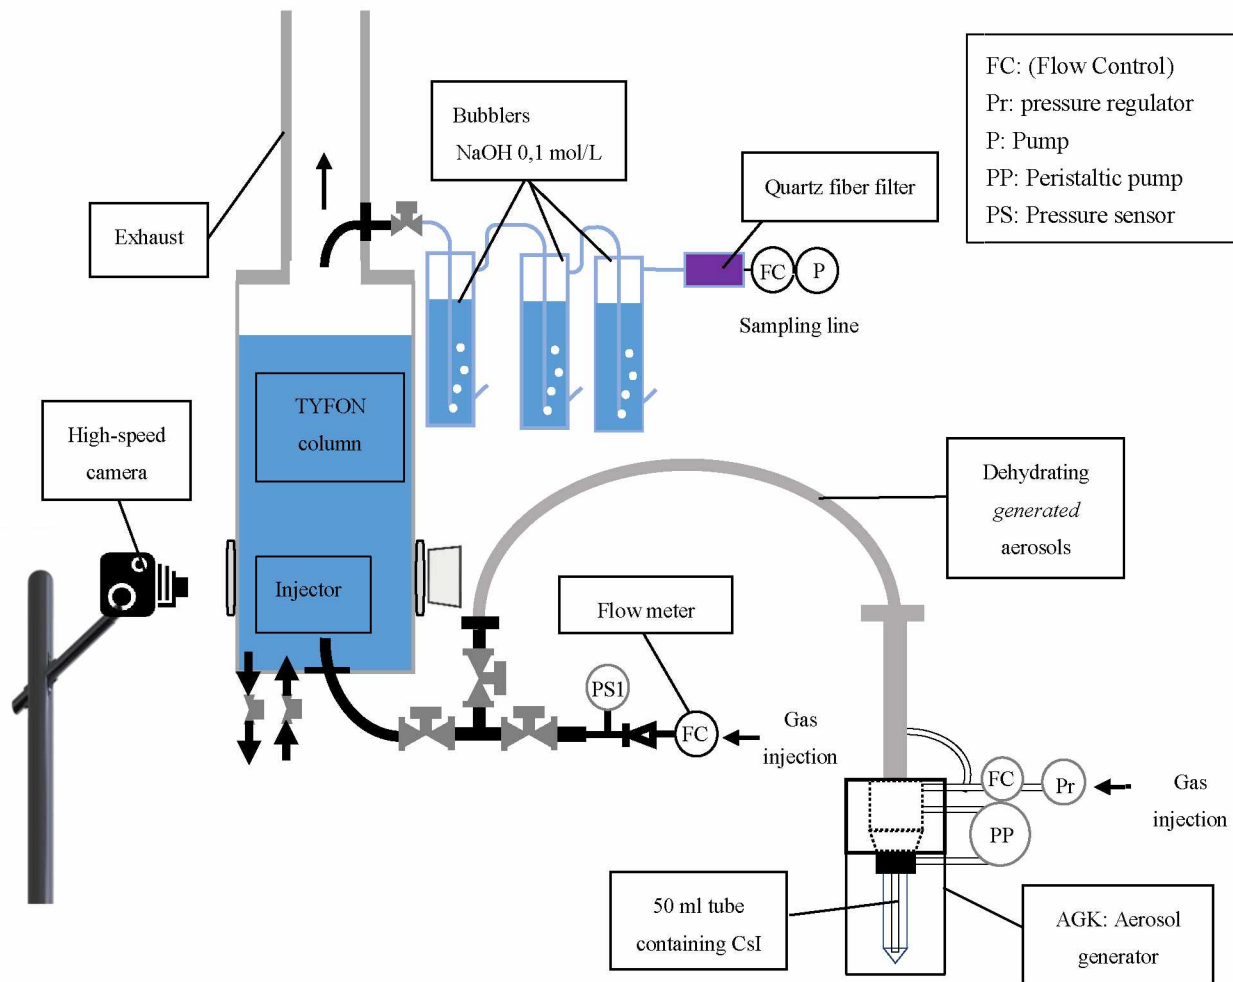 FC: (Flow Control)
Pr: pressure regulator
P: Pump
PP: Peristaltic pump
PS: Pressure sensor
Bubblers
NaOH 0,1 mol/L
Quartz fiber filter
Exhaust
FC
P
Sampling line
TYFON
column
High-speed
camera
Dehydrating
generated
aerosols
Injector
Flow meter
PS1
FC
Gas
injection
FC
Pr
Gas
injection
PP
50 ml tube
containing CsI
AGK: Aerosol
generator